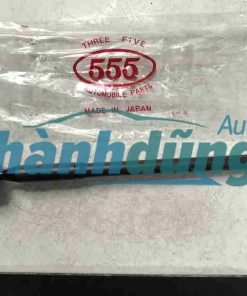 THREE FIVE
555
AUTOMOBILE PARTS
MADE IN JAPAN
Au
hànhdũng